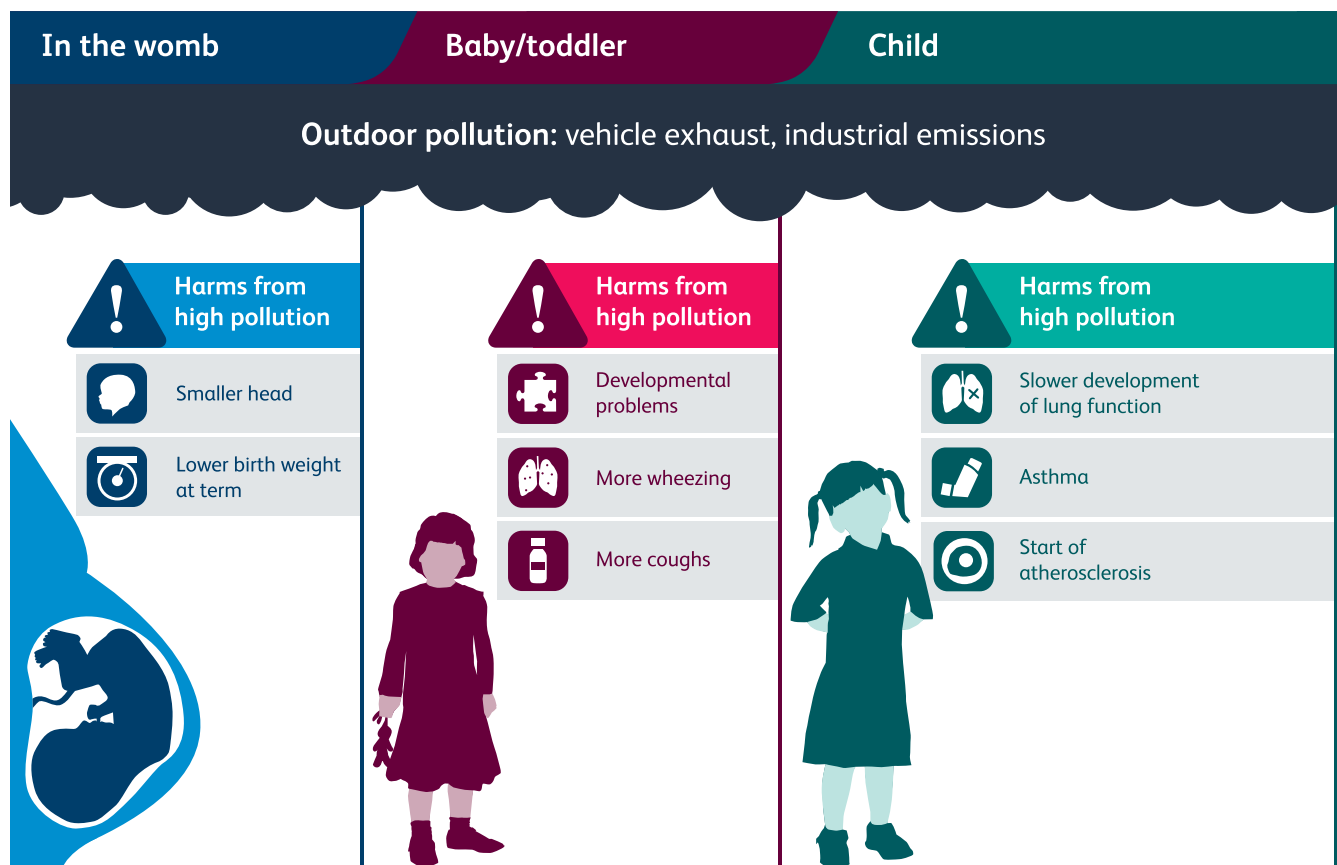 In the womb
Baby/toddler
Child
Outdoor pollution: vehicle exhaust, industrial emissions
Harms from
high pollution
Smaller head
Lower birth weight
at term
Harms from
high pollution
Developmental
problems
More wheezing
More coughs
Harms from
high pollution
Slower development
of lung function
Asthma
Start of
atherosclerosis